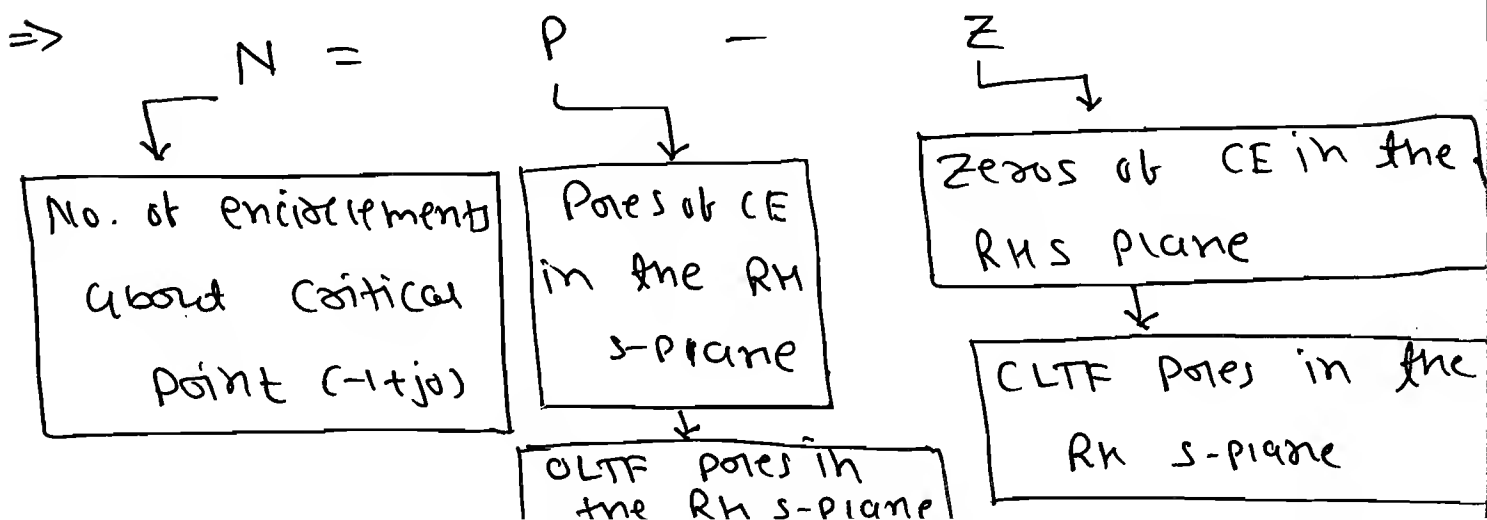 => N = P - Z
No. of encirclements
about Critical
point (-1+j0)
Poles of CE
in the RH
s-plane
OLTF poles in
the RH s-plane
Zeros of CE in the
RHS plane
CLTF poles in the
RH s-plane